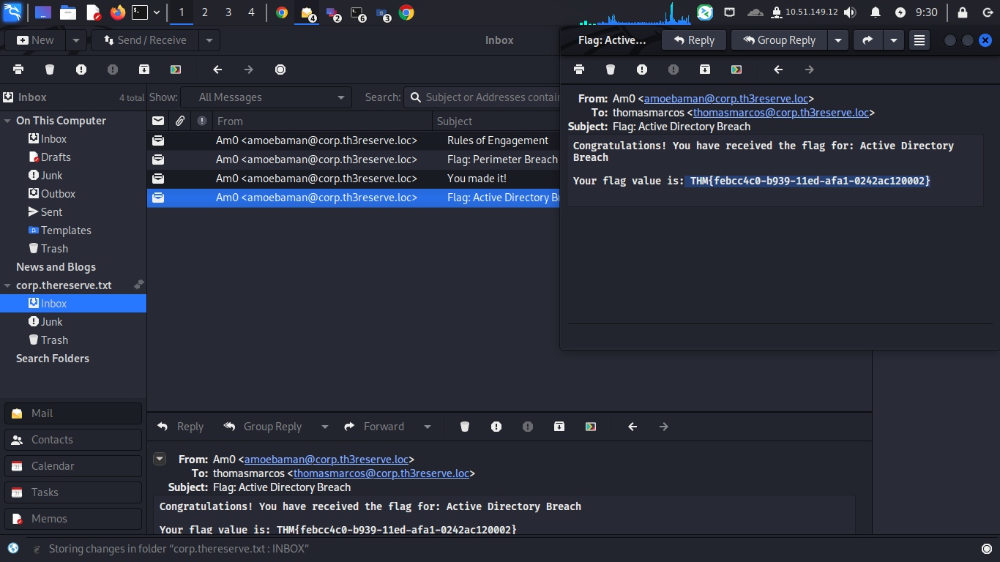 1 2 3 4
4 2 6 3
10.51.149.12
9:30
New
Send / Receive
Inbox
Flag: Active...
Reply
Group Reply
Inbox
4 total
Show:
All Messages
Search:
Subject or Addresses contain
From: Am0 <amoebaman@corp.th3reserve.loc>
To: thomasmarcos <thomasmarcos@corp.th3reserve.loc>
Subject: Flag: Active Directory Breach
Congratulations! You have received the flag for: Active Directory
Breach
Your flag value is: THM{febcc4c0-b939-11ed-afa1-0242ac120002}
On This Computer
Inbox
Drafts
Junk
Outbox
Sent
Templates
Trash
News and Blogs
corp.thereserve.txt
Inbox
Junk
Trash
Search Folders
From Subject
Am0 <amoebaman@corp.th3reserve.loc> Rules of Engagement
Am0 <amoebaman@corp.th3reserve.loc> Flag: Perimeter Breach
Am0 <amoebaman@corp.th3reserve.loc> You made it!
Am0 <amoebaman@corp.th3reserve.loc> Flag: Active Directory Br
Mail
Contacts
Calendar
Tasks
Memos
Reply
Group Reply
Forward
From: Am0 <amoebaman@corp.th3reserve.loc>
To: thomasmarcos <thomasmarcos@corp.th3reserve.loc>
Subject: Flag: Active Directory Breach
Congratulations! You have received the flag for: Active Directory Breach
Your flag value is: THM{febcc4c0-b939-11ed-afa1-0242ac120002}
Storing changes in folder “corp.thereserve.txt : INBOX”